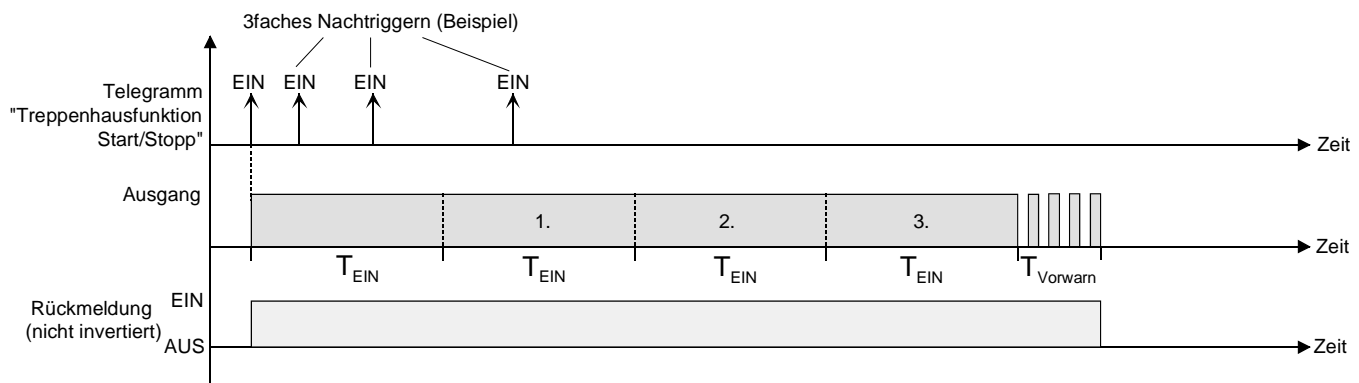 3faches Nachtriggern (Beispiel)
EIN EIN EIN EIN
Telegramm
"Treppenhausfunktion
Start/Stopp"
Zeit
Ausgang
1. 2. 3.
Zeit
TEIN TEIN TEIN TEIN TVorwarn
EIN
Rückmeldung
(nicht invertiert)
AUS
Zeit